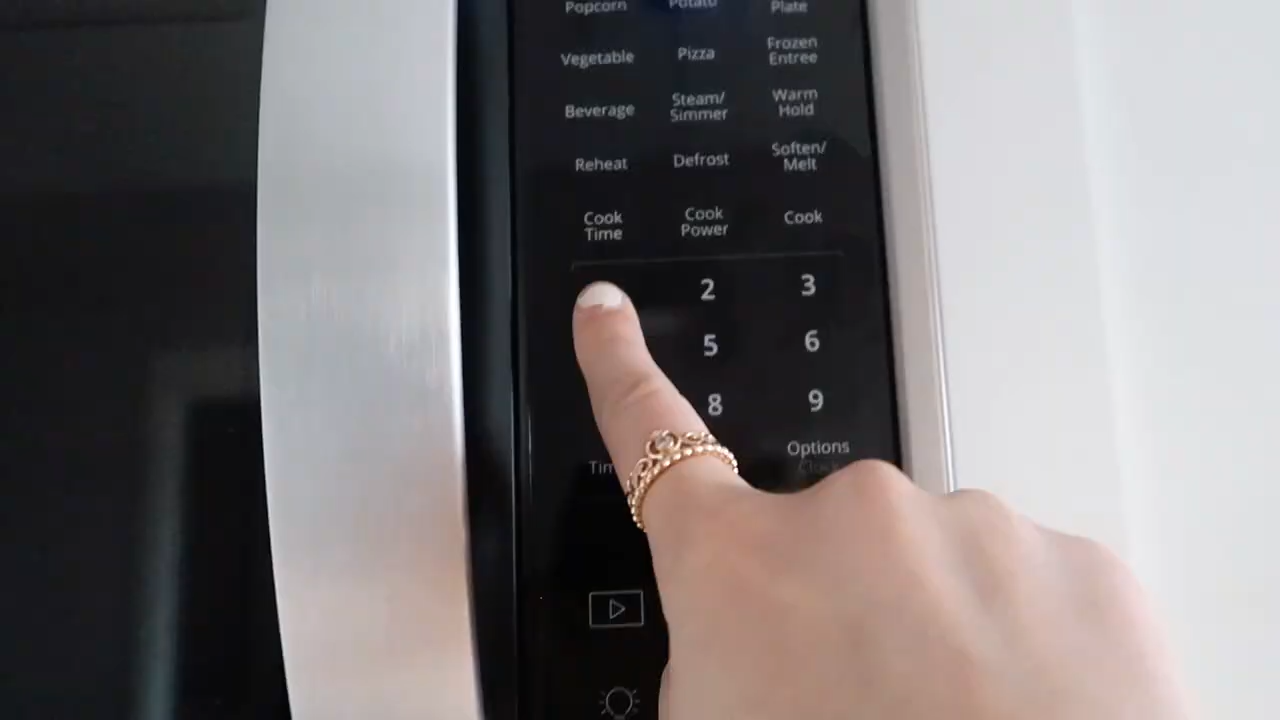 Popcorn Potato Plate
Vegetable Pizza Frozen
Entree
Beverage Steam/
Simmer Warm
Hold
Reheat Defrost Soften/
Melt
Cook
Time Cook
Power Cook
2 3
5 6
8 9
Options